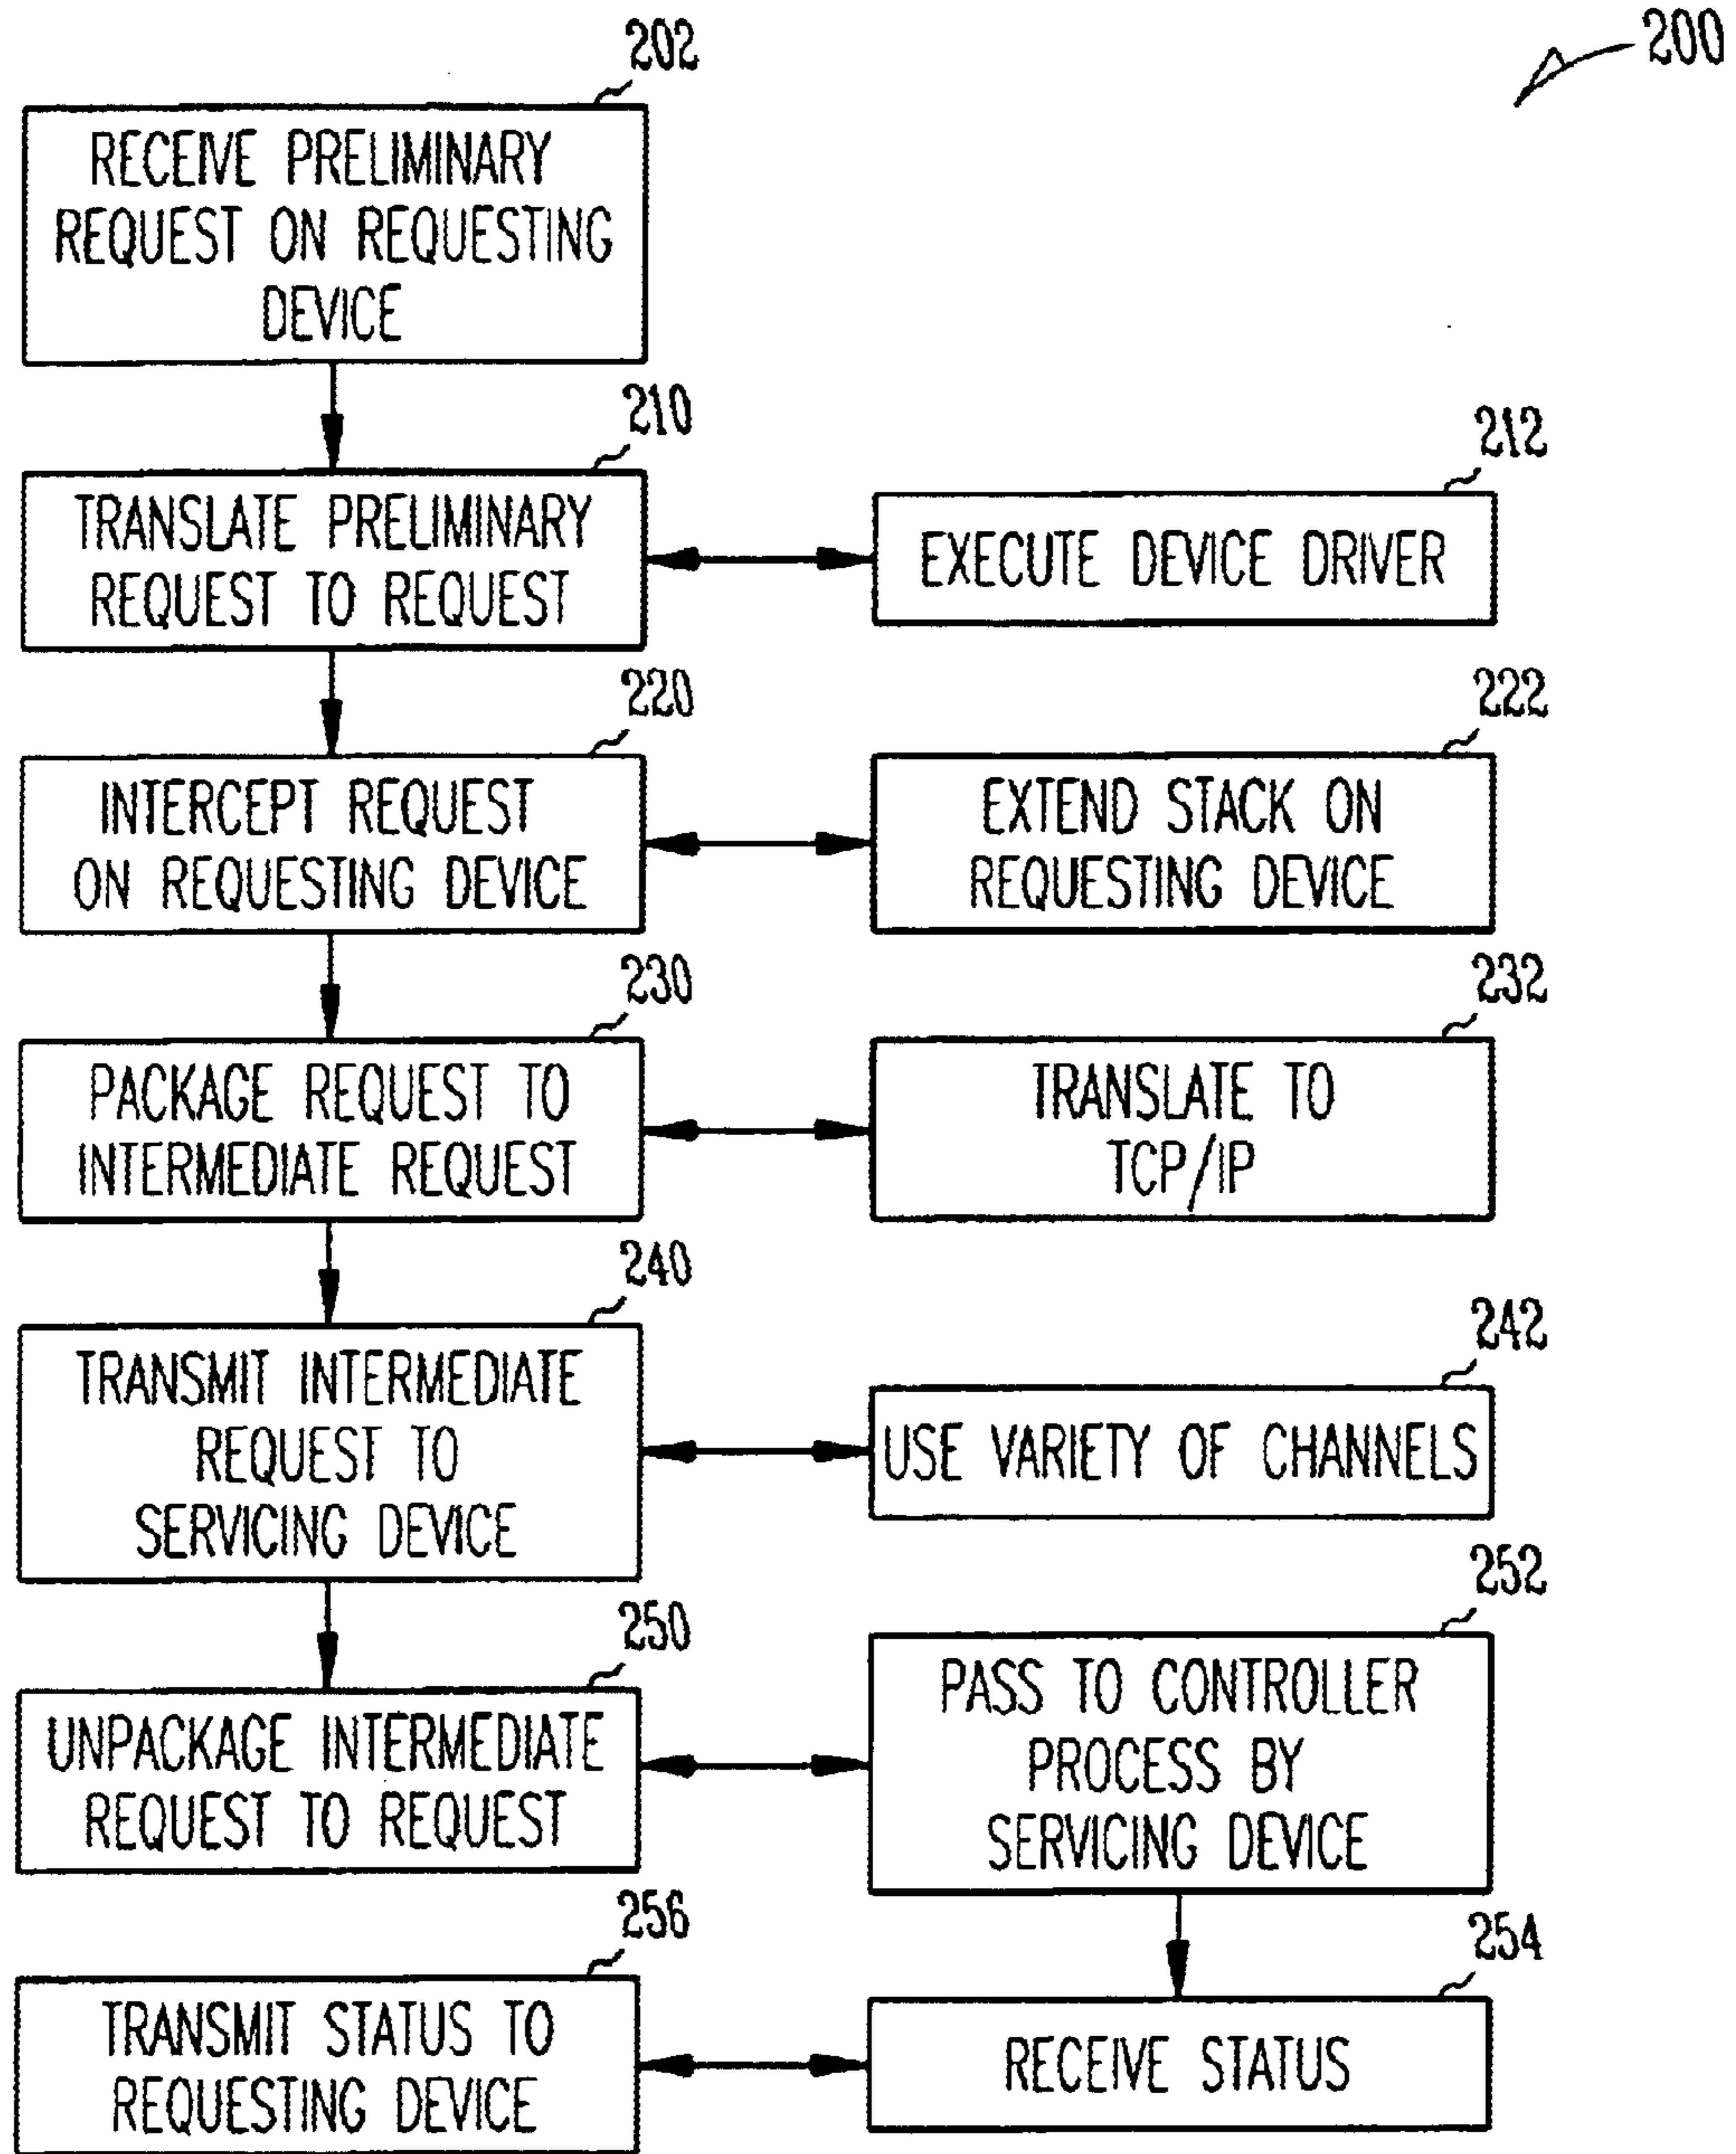 200
202
RECEIVE PRELIMINARY
REQUEST ON REQUESTING
DEVICE
210
TRANSLATE PRELIMINARY
REQUEST TO REQUEST
212
EXECUTE DEVICE DRIVER
220
INTERCEPT REQUEST
ON REQUESTING DEVICE
222
EXTEND STACK ON
REQUESTING DEVICE
230
PACKAGE REQUEST TO
INTERMEDIATE REQUEST
232
TRANSLATE TO
TCP/IP
240
TRANSMIT INTERMEDIATE
REQUEST TO
SERVICING DEVICE
242
USE VARIETY OF CHANNELS
250
UNPACKAGE INTERMEDIATE
REQUEST TO REQUEST
252
PASS TO CONTROLLER
PROCESS BY
SERVICING DEVICE
256
TRANSMIT STATUS TO
REQUESTING DEVICE
254
RECEIVE STATUS